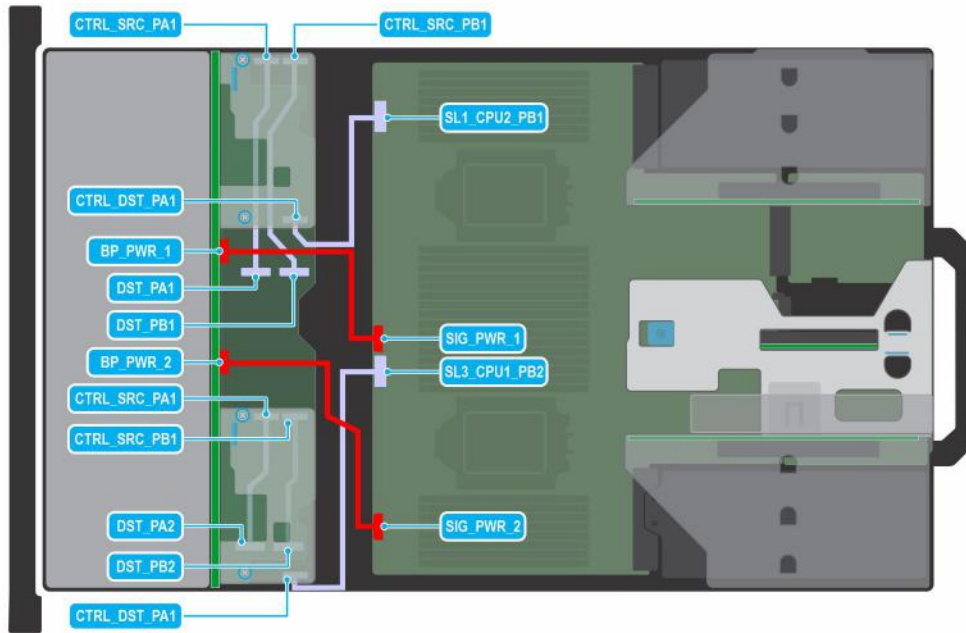 CTRL_SRC_PA1
CTRL_SRC_PB1
SL1_CPU2_PB1
CTRL_DST_PA1
BP_PWR_1
DST_PA1
DST_PB1
SIG_PWR_1
BP_PWR_2
SL3_CPU1_PB2
CTRL_SRC_PA1
CTRL_SRC_PB1
DST_PA2
SIG_PWR_2
DST_PB2
CTRL_DST_PA1